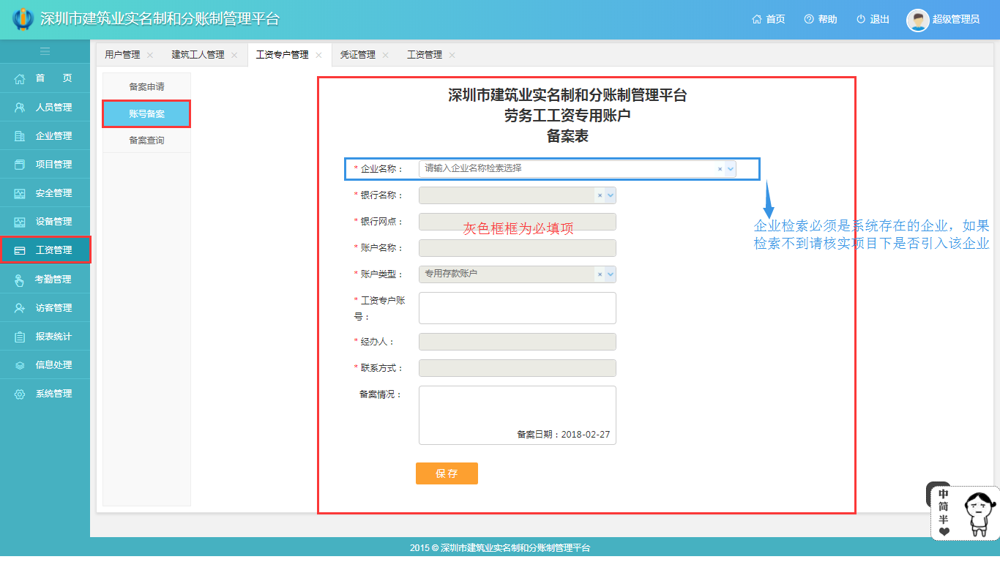 深圳市建筑业实名制和分账制管理平台
首页 帮助 退出 超级管理员
用户管理 建筑工人管理 工资专户管理 凭证管理 工资管理
首 页
人员管理
企业管理
项目管理
安全管理
设备管理
工资管理
考勤管理
访客管理
报表统计
信息处理
系统管理
备案申请
账号备案
备案查询
深圳市建筑业实名制和分账制管理平台
劳务工工资专用账户
备案表
* 企业名称： 请输入企业名称检索选择
* 银行名称：
* 银行网点：
灰色框框为必填项
* 账户名称：
* 账户类型： 专用存款账户
* 工资专户账
号：
* 经办人：
* 联系方式：
备案情况：
备案日期：2018-02-27
保存
企业检索必须是系统存在的企业，如果
检索不到请核实项目下是否引入该企业
中
简
半
2015 © 深圳市建筑业实名制和分账制管理平台